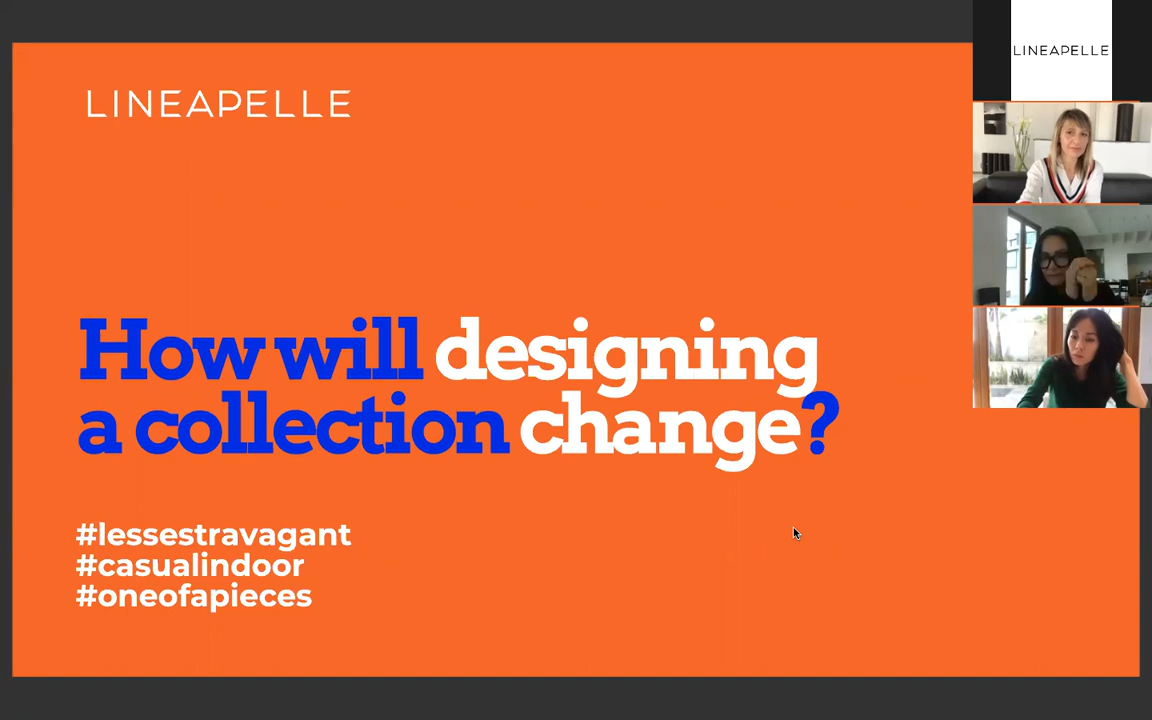 LINEAPELLE
LINEAPELLE
How will designing
a collection change?
#lessestravagant
#casualindoor
#oneofapieces